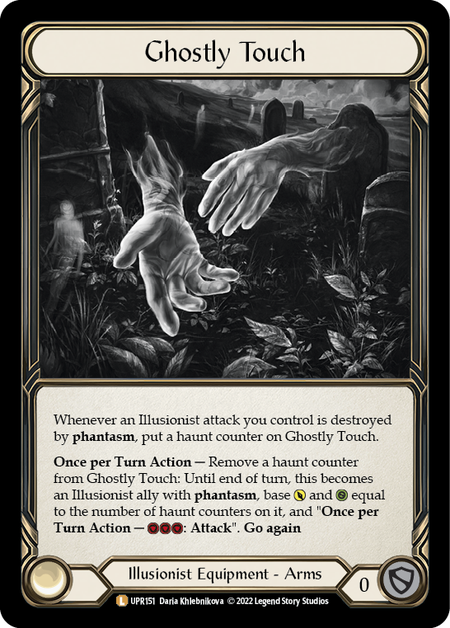 Ghostly Touch
Whenever an Illusionist attack you control is destroyed
by phantasm, put a haunt counter on Ghostly Touch.
Once per Turn Action — Remove a haunt counter
from Ghostly Touch: Until end of turn, this becomes
an Illusionist ally with phantasm, base and equal
to the number of haunt counters on it, and "Once per
Turn Action — : Attack". Go again
Illusionist Equipment - Arms
0
L UPR151 Daria Khlebnikova © 2022 Legend Story Studios